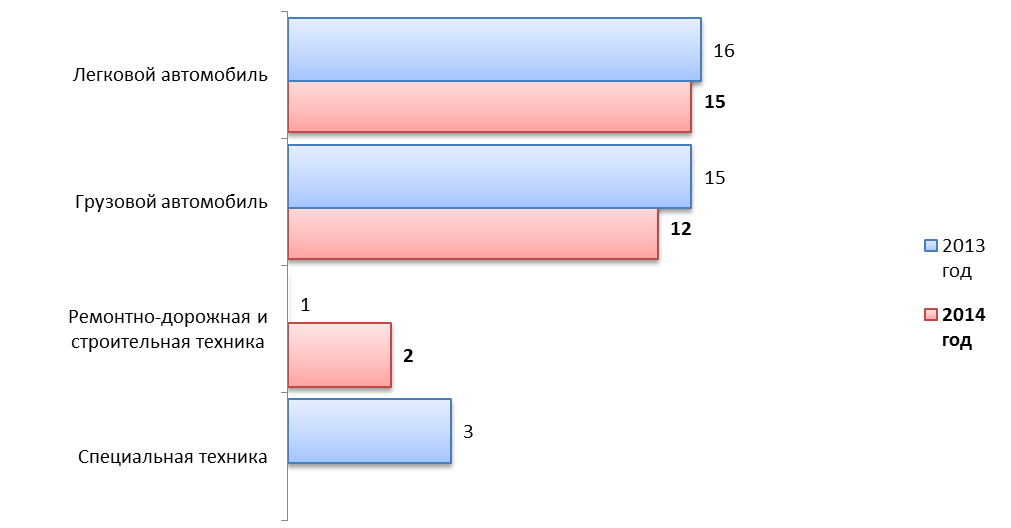 Легковой автомобиль
16
15
Грузовой автомобиль
15
12
Ремонтно-дорожная и
строительная техника
1
2
Специальная техника
3
2013
год
2014
год